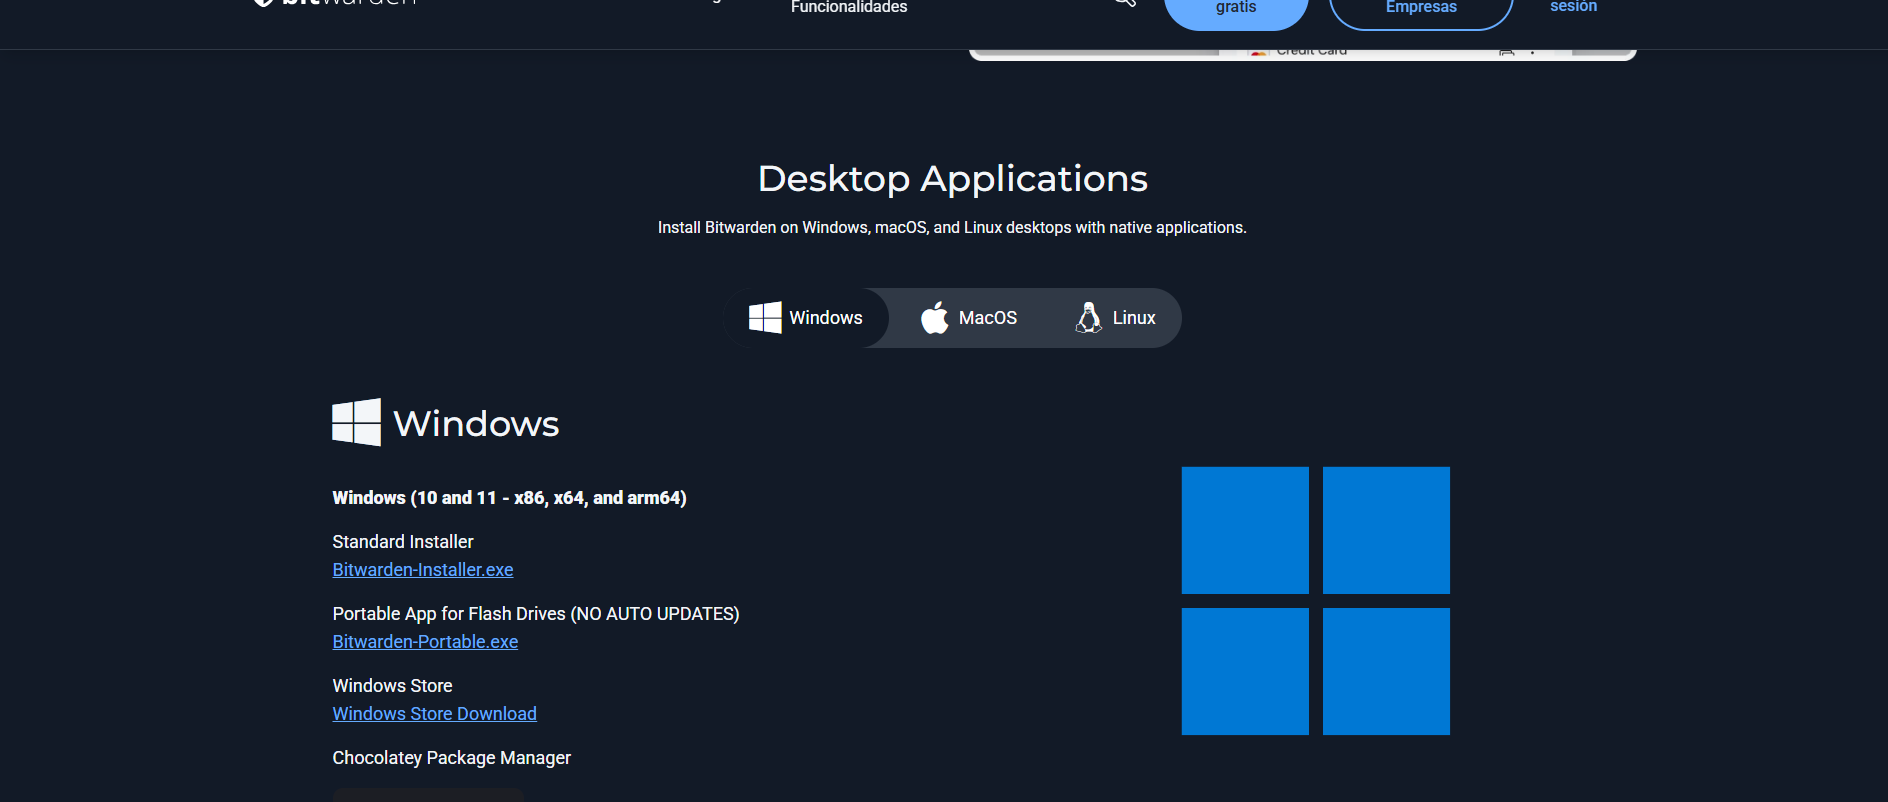 bitwarden
Funcionalidades
gratis
Empresas
sesión
Credit Card
Desktop Applications
Install Bitwarden on Windows, macOS, and Linux desktops with native applications.
Windows
MacOS
Linux
Windows
Windows (10 and 11 - x86, x64, and arm64)
Standard Installer
Bitwarden-Installer.exe
Portable App for Flash Drives (NO AUTO UPDATES)
Bitwarden-Portable.exe
Windows Store
Windows Store Download
Chocolatey Package Manager